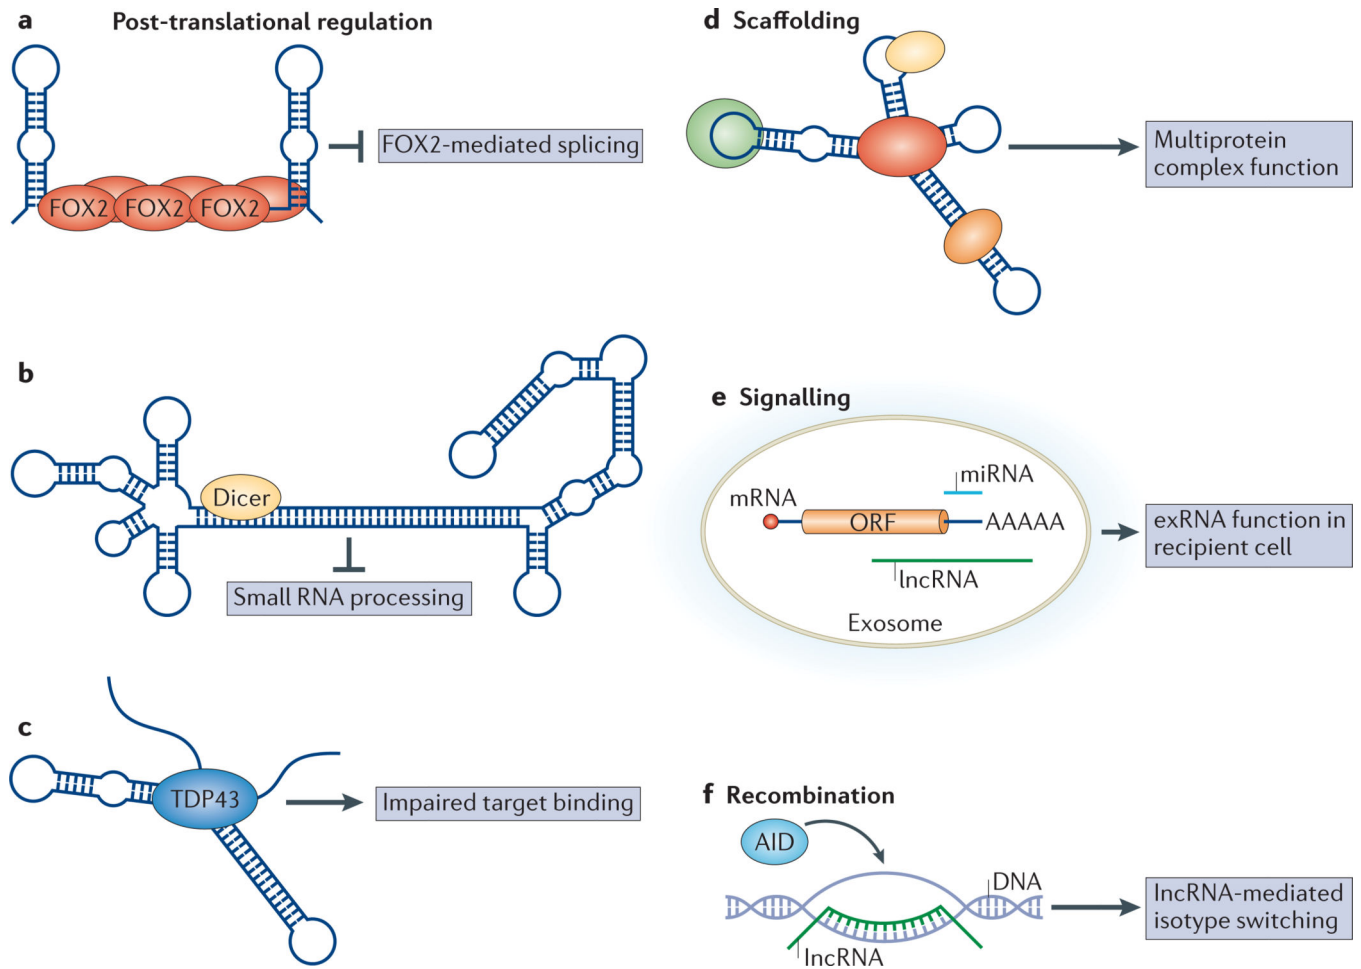 a Post-translational regulation
FOX2-mediated splicing
FOX2 FOX2 FOX2
b
Dicer
Small RNA processing
c
TDP43
Impaired target binding
d Scaffolding
Multiprotein
complex function
e Signalling
miRNA
mRNA
ORF
AAAAA
lncRNA
Exosome
exRNA function in
recipient cell
f Recombination
AID
DNA
lncRNA
lncRNA-mediated
isotype switching